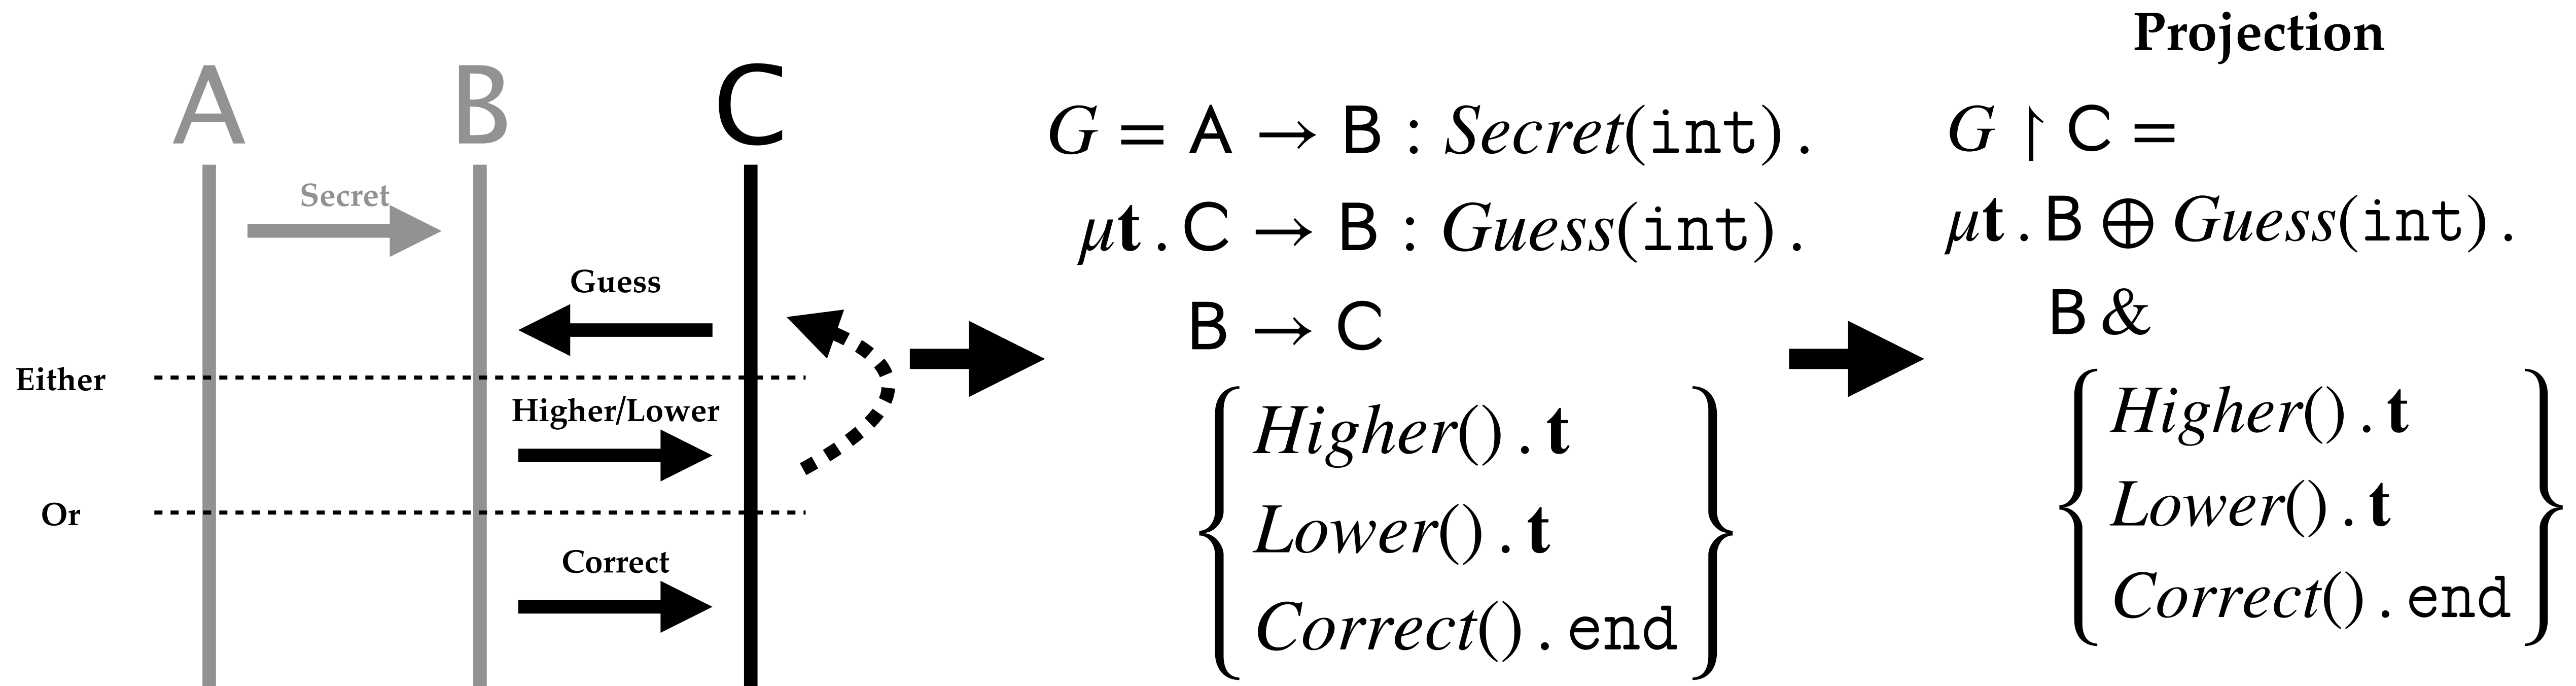 A B C
Secret
Guess
Either
Higher/Lower
Or
Correct
G = A → B : Secret(int) .
μt . C → B : Guess(int) .
B → C
{ Higher() . t
Lower() . t
Correct() . end }
Projection
G ↾ C =
μt . B ⊕ Guess(int) .
B &
{ Higher() . t
Lower() . t
Correct() . end }